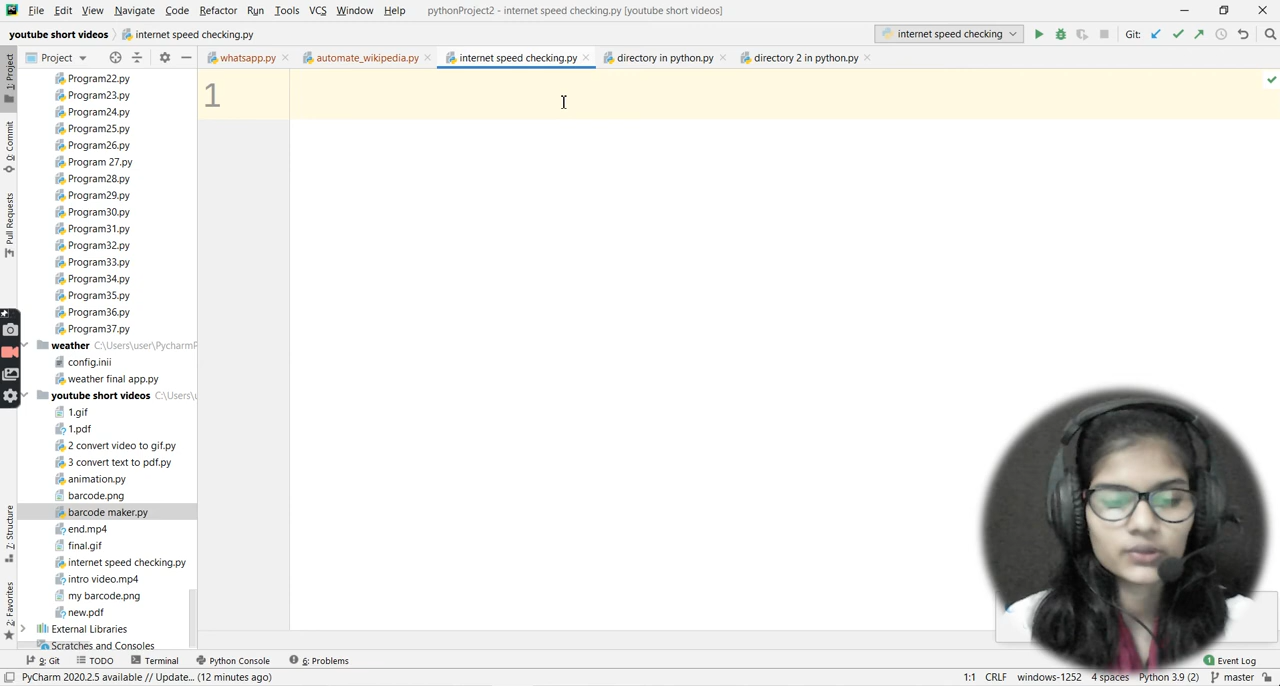 File Edit View Navigate Code Refactor Run Tools VCS Window Help pythonProject2 - internet speed checking.py [youtube short videos]
youtube short videos internet speed checking.py internet speed checking Git:
Project whatsapp.py automate_wikipedia.py internet speed checking.py directory in python.py directory 2 in python.py
1: Project
0: Commit
Pull Requests
7: Structure
2: Favorites
1
Program22.py
Program23.py
Program24.py
Program25.py
Program26.py
Program 27.py
Program28.py
Program29.py
Program30.py
Program31.py
Program32.py
Program33.py
Program34.py
Program35.py
Program36.py
Program37.py
weather C:\Users\user\PycharmP
config.inii
weather final app.py
youtube short videos C:\Users\u
1.gif
1.pdf
2 convert video to gif.py
3 convert text to pdf.py
animation.py
barcode.png
barcode maker.py
end.mp4
final.gif
internet speed checking.py
intro video.mp4
my barcode.png
new.pdf
External Libraries
Scratches and Consoles
9: Git TODO Terminal Python Console 6: Problems 1 Event Log
PyCharm 2020.2.5 available // Update... (12 minutes ago) 1:1 CRLF windows-1252 4 spaces Python 3.9 (2) master